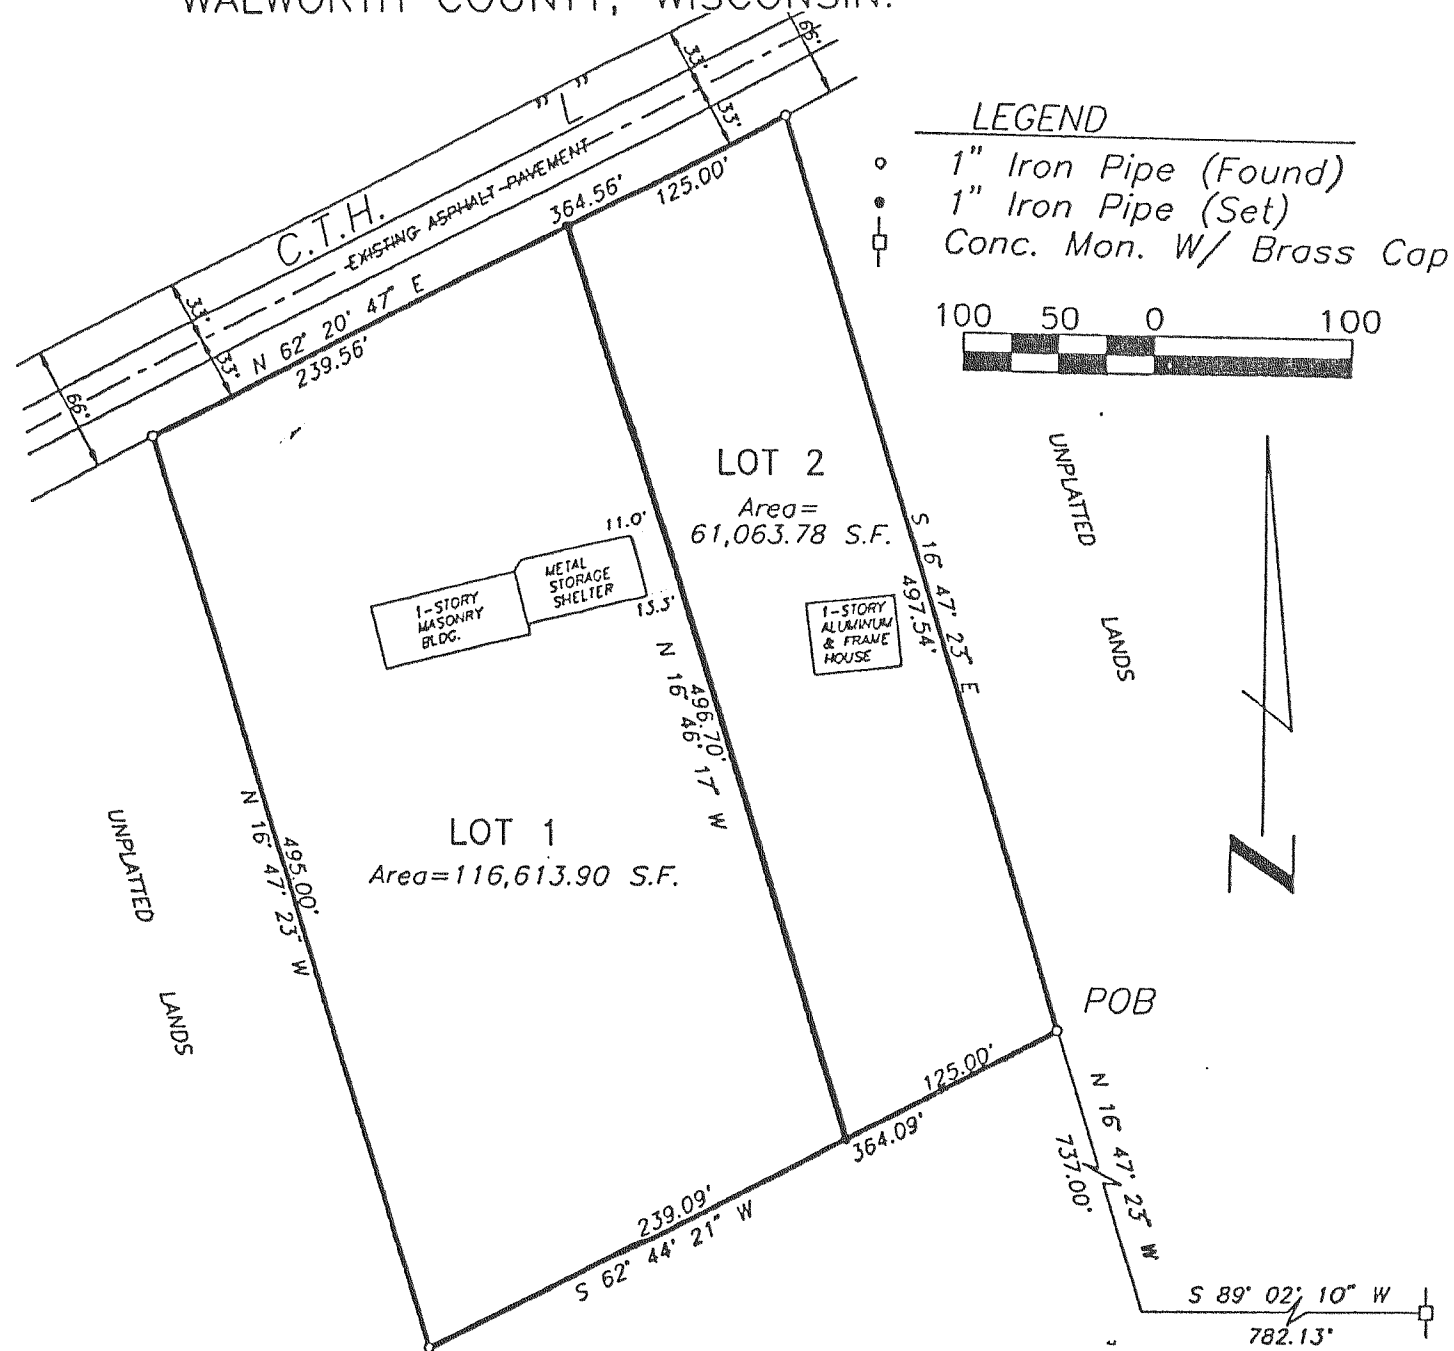 WALWORTH COUNTY, WISCONSIN.
66'
33'
33'
C.T.H. "L"
EXISTING ASPHALT PAVEMENT
364.56'
125.00'
N 62° 20' 47" E
239.56'
33'
33'
66'
LEGEND
1" Iron Pipe (Found)
1" Iron Pipe (Set)
Conc. Mon. W/ Brass Cap
100 50 0 100
UNPLATTED
LANDS
LOT 2
Area=
61,063.78 S.F.
S 16° 47' 23" E
497.54'
1-STORY
ALUMINUM
& FRAME
HOUSE
11.0'
METAL
STORAGE
SHELTER
13.3'
1-STORY
MASONRY
BLDG.
496.70'
N 16° 46' 17" W
LOT 1
Area=116,613.90 S.F.
495.00'
N 16° 47' 23" W
UNPLATTED
LANDS
N
POB
125.00'
364.09'
239.09'
S 62° 44' 21" W
N 16° 47' 23" W
737.00'
S 89° 02' 10" W
782.13'